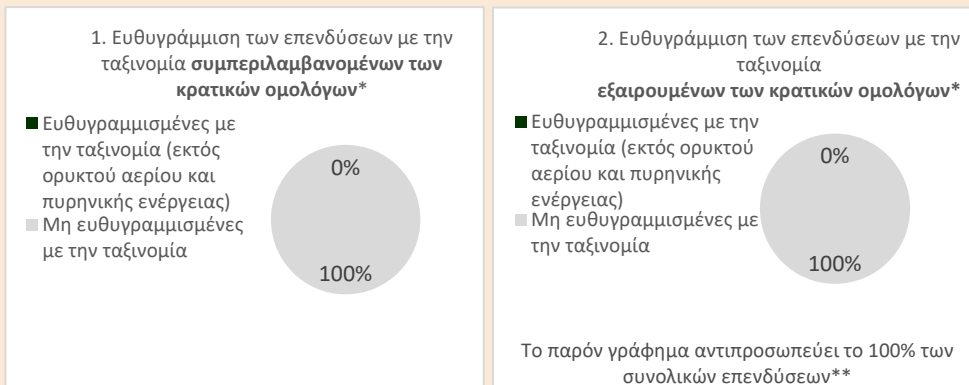 1. Ευθυγράμμιση των επενδύσεων με την
ταξινομία συμπεριλαμβανομένων των
κρατικών ομολόγων*
Ευθυγραμμισμένες με
την ταξινομία (εκτός
ορυκτού αερίου και
πυρηνικής ενέργειας)
Μη ευθυγραμμισμένες
με την ταξινομία
0%
100%
2. Ευθυγράμμιση των επενδύσεων με την
ταξινομία
εξαιρουμένων των κρατικών ομολόγων*
Ευθυγραμμισμένες με την
ταξινομία (εκτός ορυκτού
αερίου και πυρηνικής
ενέργειας)
Μη ευθυγραμμισμένες με
την ταξινομία
0%
100%
Το παρόν γράφημα αντιπροσωπεύει το 100% των
συνολικών επενδύσεων**